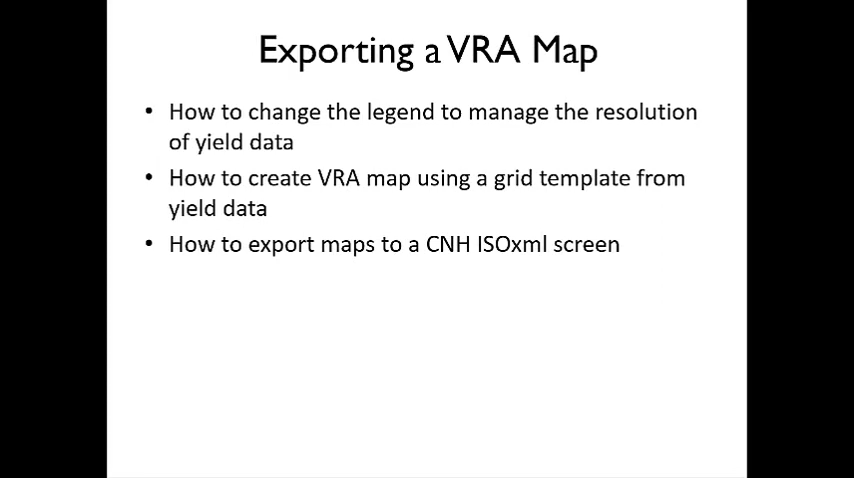 Exporting a VRA Map
• How to change the legend to manage the resolution
of yield data
• How to create VRA map using a grid template from
yield data
• How to export maps to a CNH ISOxml screen